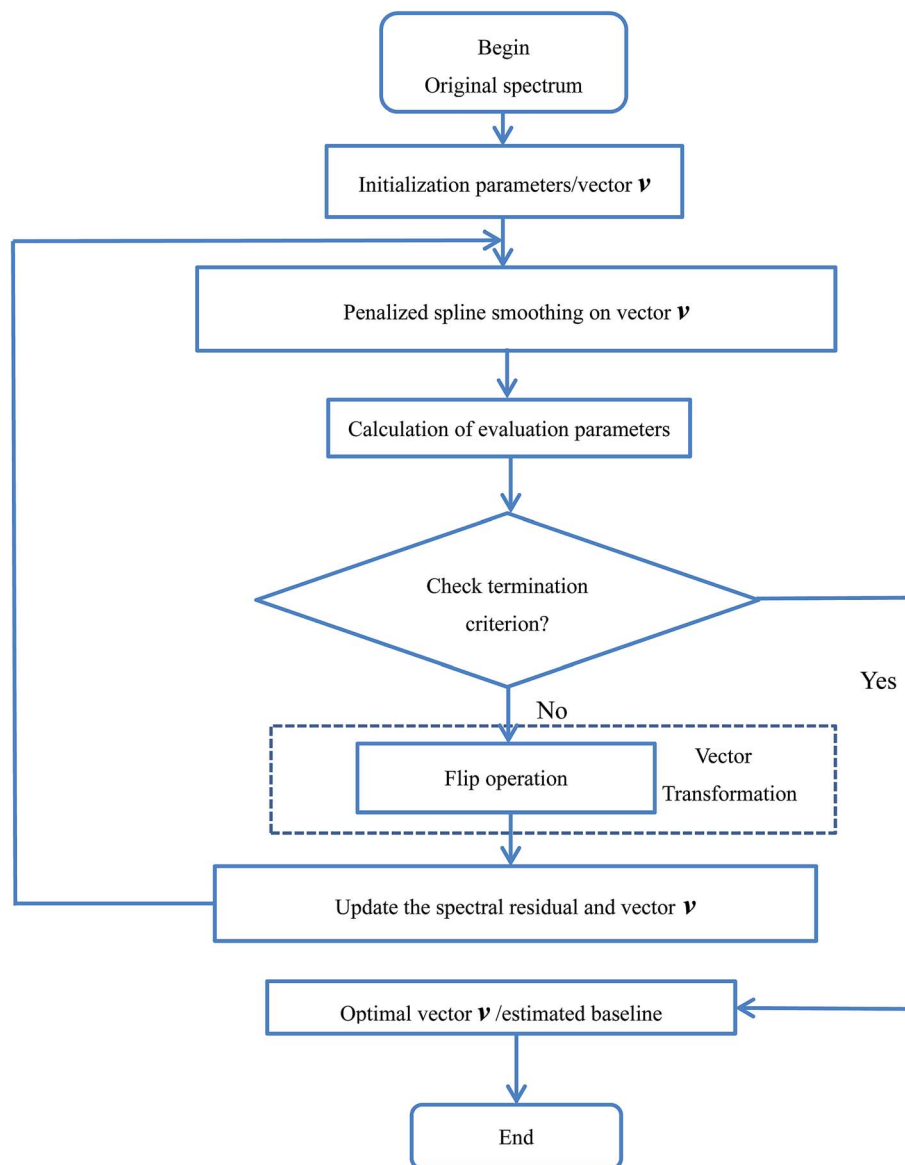 Begin
Original spectrum
Initialization parameters/vector v
Penalized spline smoothing on vector v
Calculation of evaluation parameters
Check termination
criterion?
Yes
No
Flip operation
Vector
Transformation
Update the spectral residual and vector v
Optimal vector v /estimated baseline
End